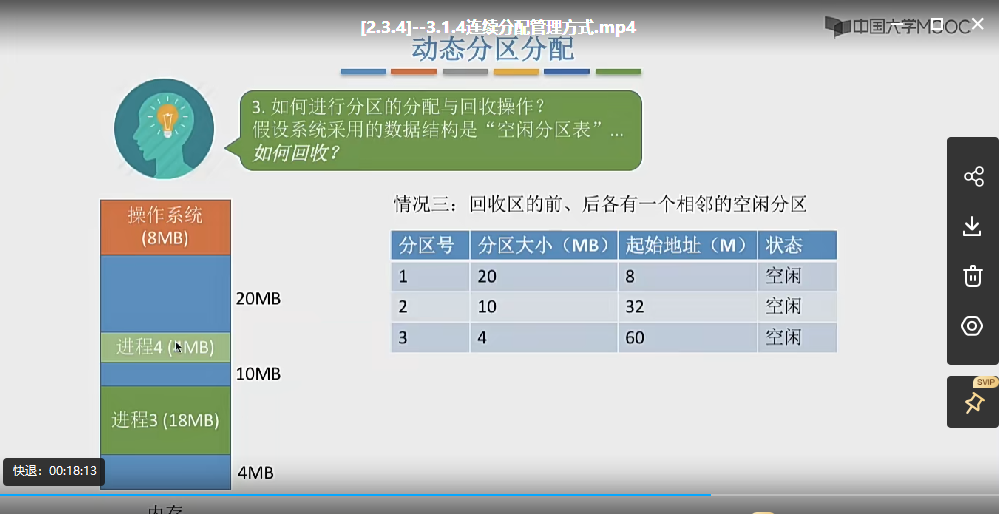 [2.3.4]--3.1.4连续分配管理方式.mp4
中国大学MOOC
动态分区分配
3. 如何进行分区的分配与回收操作？
假设系统采用的数据结构是“空闲分区表”...
如何回收？
操作系统
(8MB)
20MB
进程4 (4MB)
10MB
进程3 (18MB)
4MB
内存
情况三：回收区的前、后各有一个相邻的空闲分区
分区号 分区大小（MB） 起始地址（M） 状态
1 20 8 空闲
2 10 32 空闲
3 4 60 空闲
SVIP
快退：00:18:13